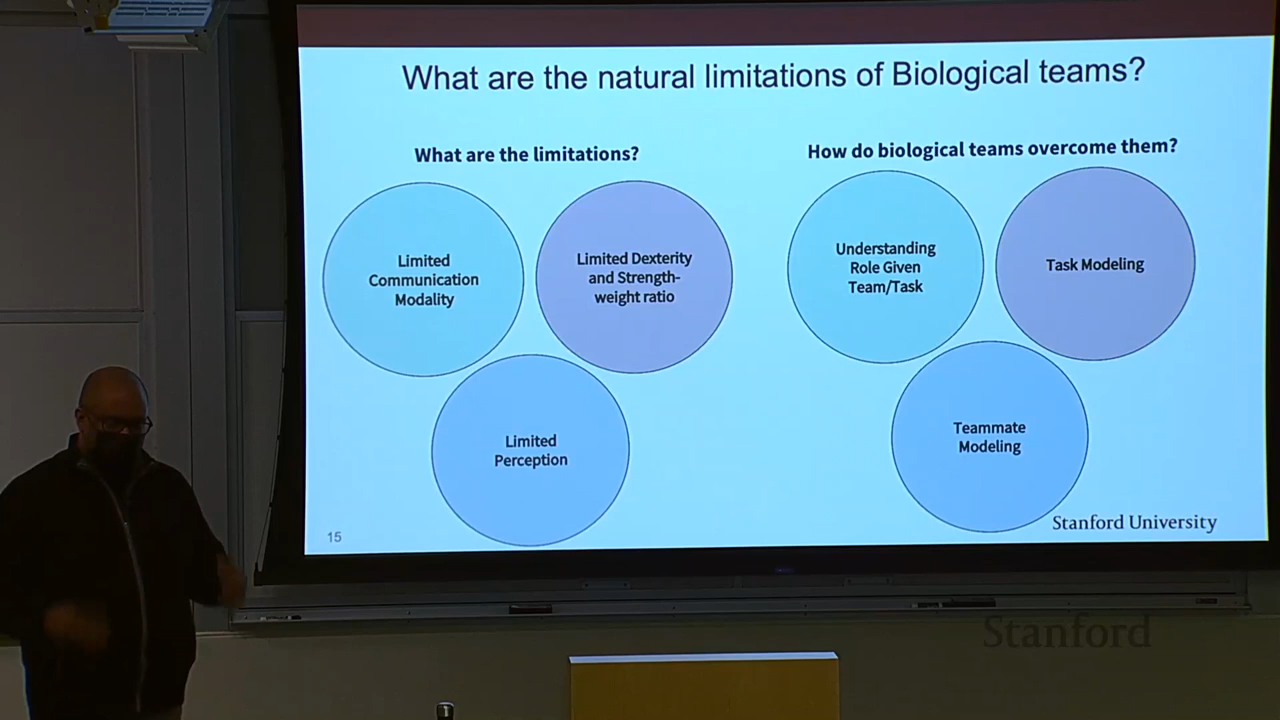 What are the natural limitations of Biological teams?
What are the limitations?
Limited
Communication
Modality
Limited Dexterity
and Strength-
weight ratio
Limited
Perception
How do biological teams overcome them?
Understanding
Role Given
Team/Task
Task Modeling
Teammate
Modeling
15
Stanford University
Stanford